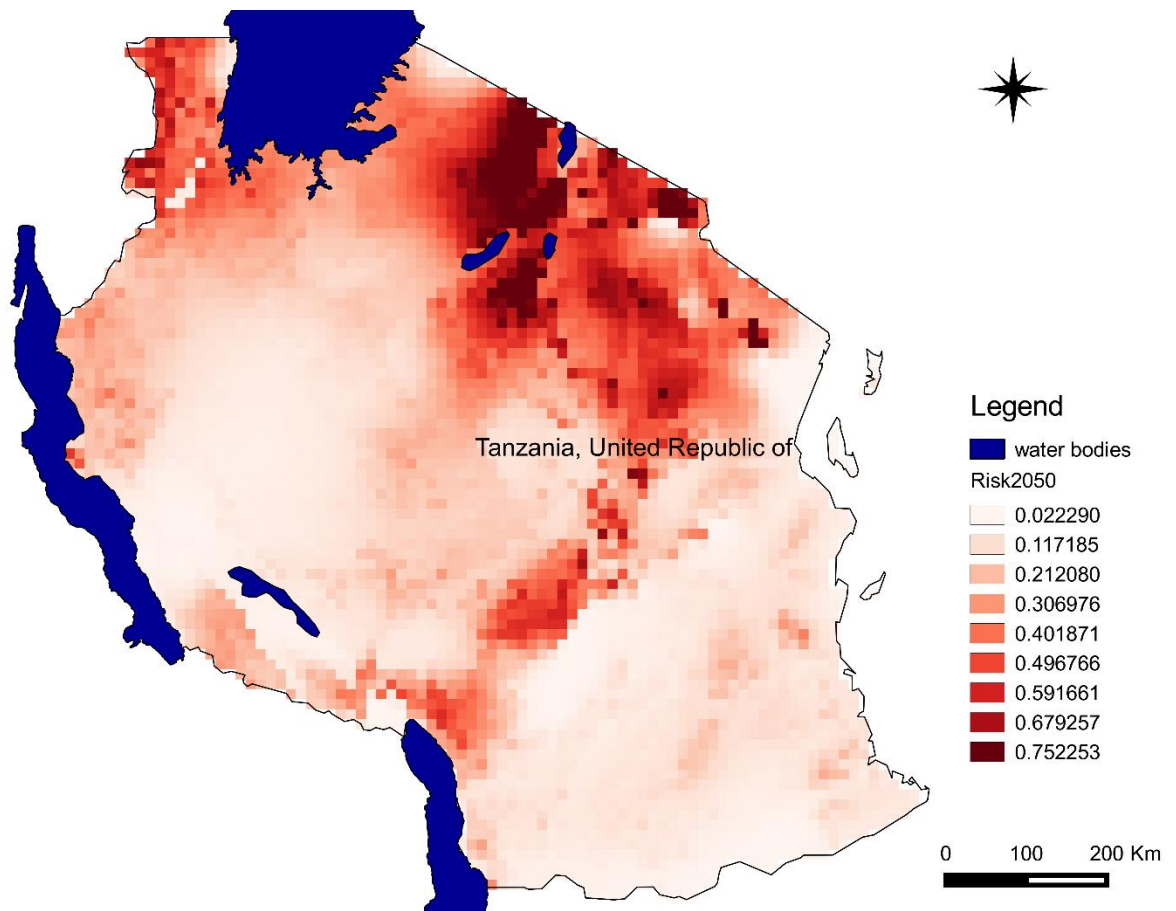 Tanzania, United Republic of
Legend
water bodies
Risk2050
0.022290
0.117185
0.212080
0.306976
0.401871
0.496766
0.591661
0.679257
0.752253
0 100 200 Km